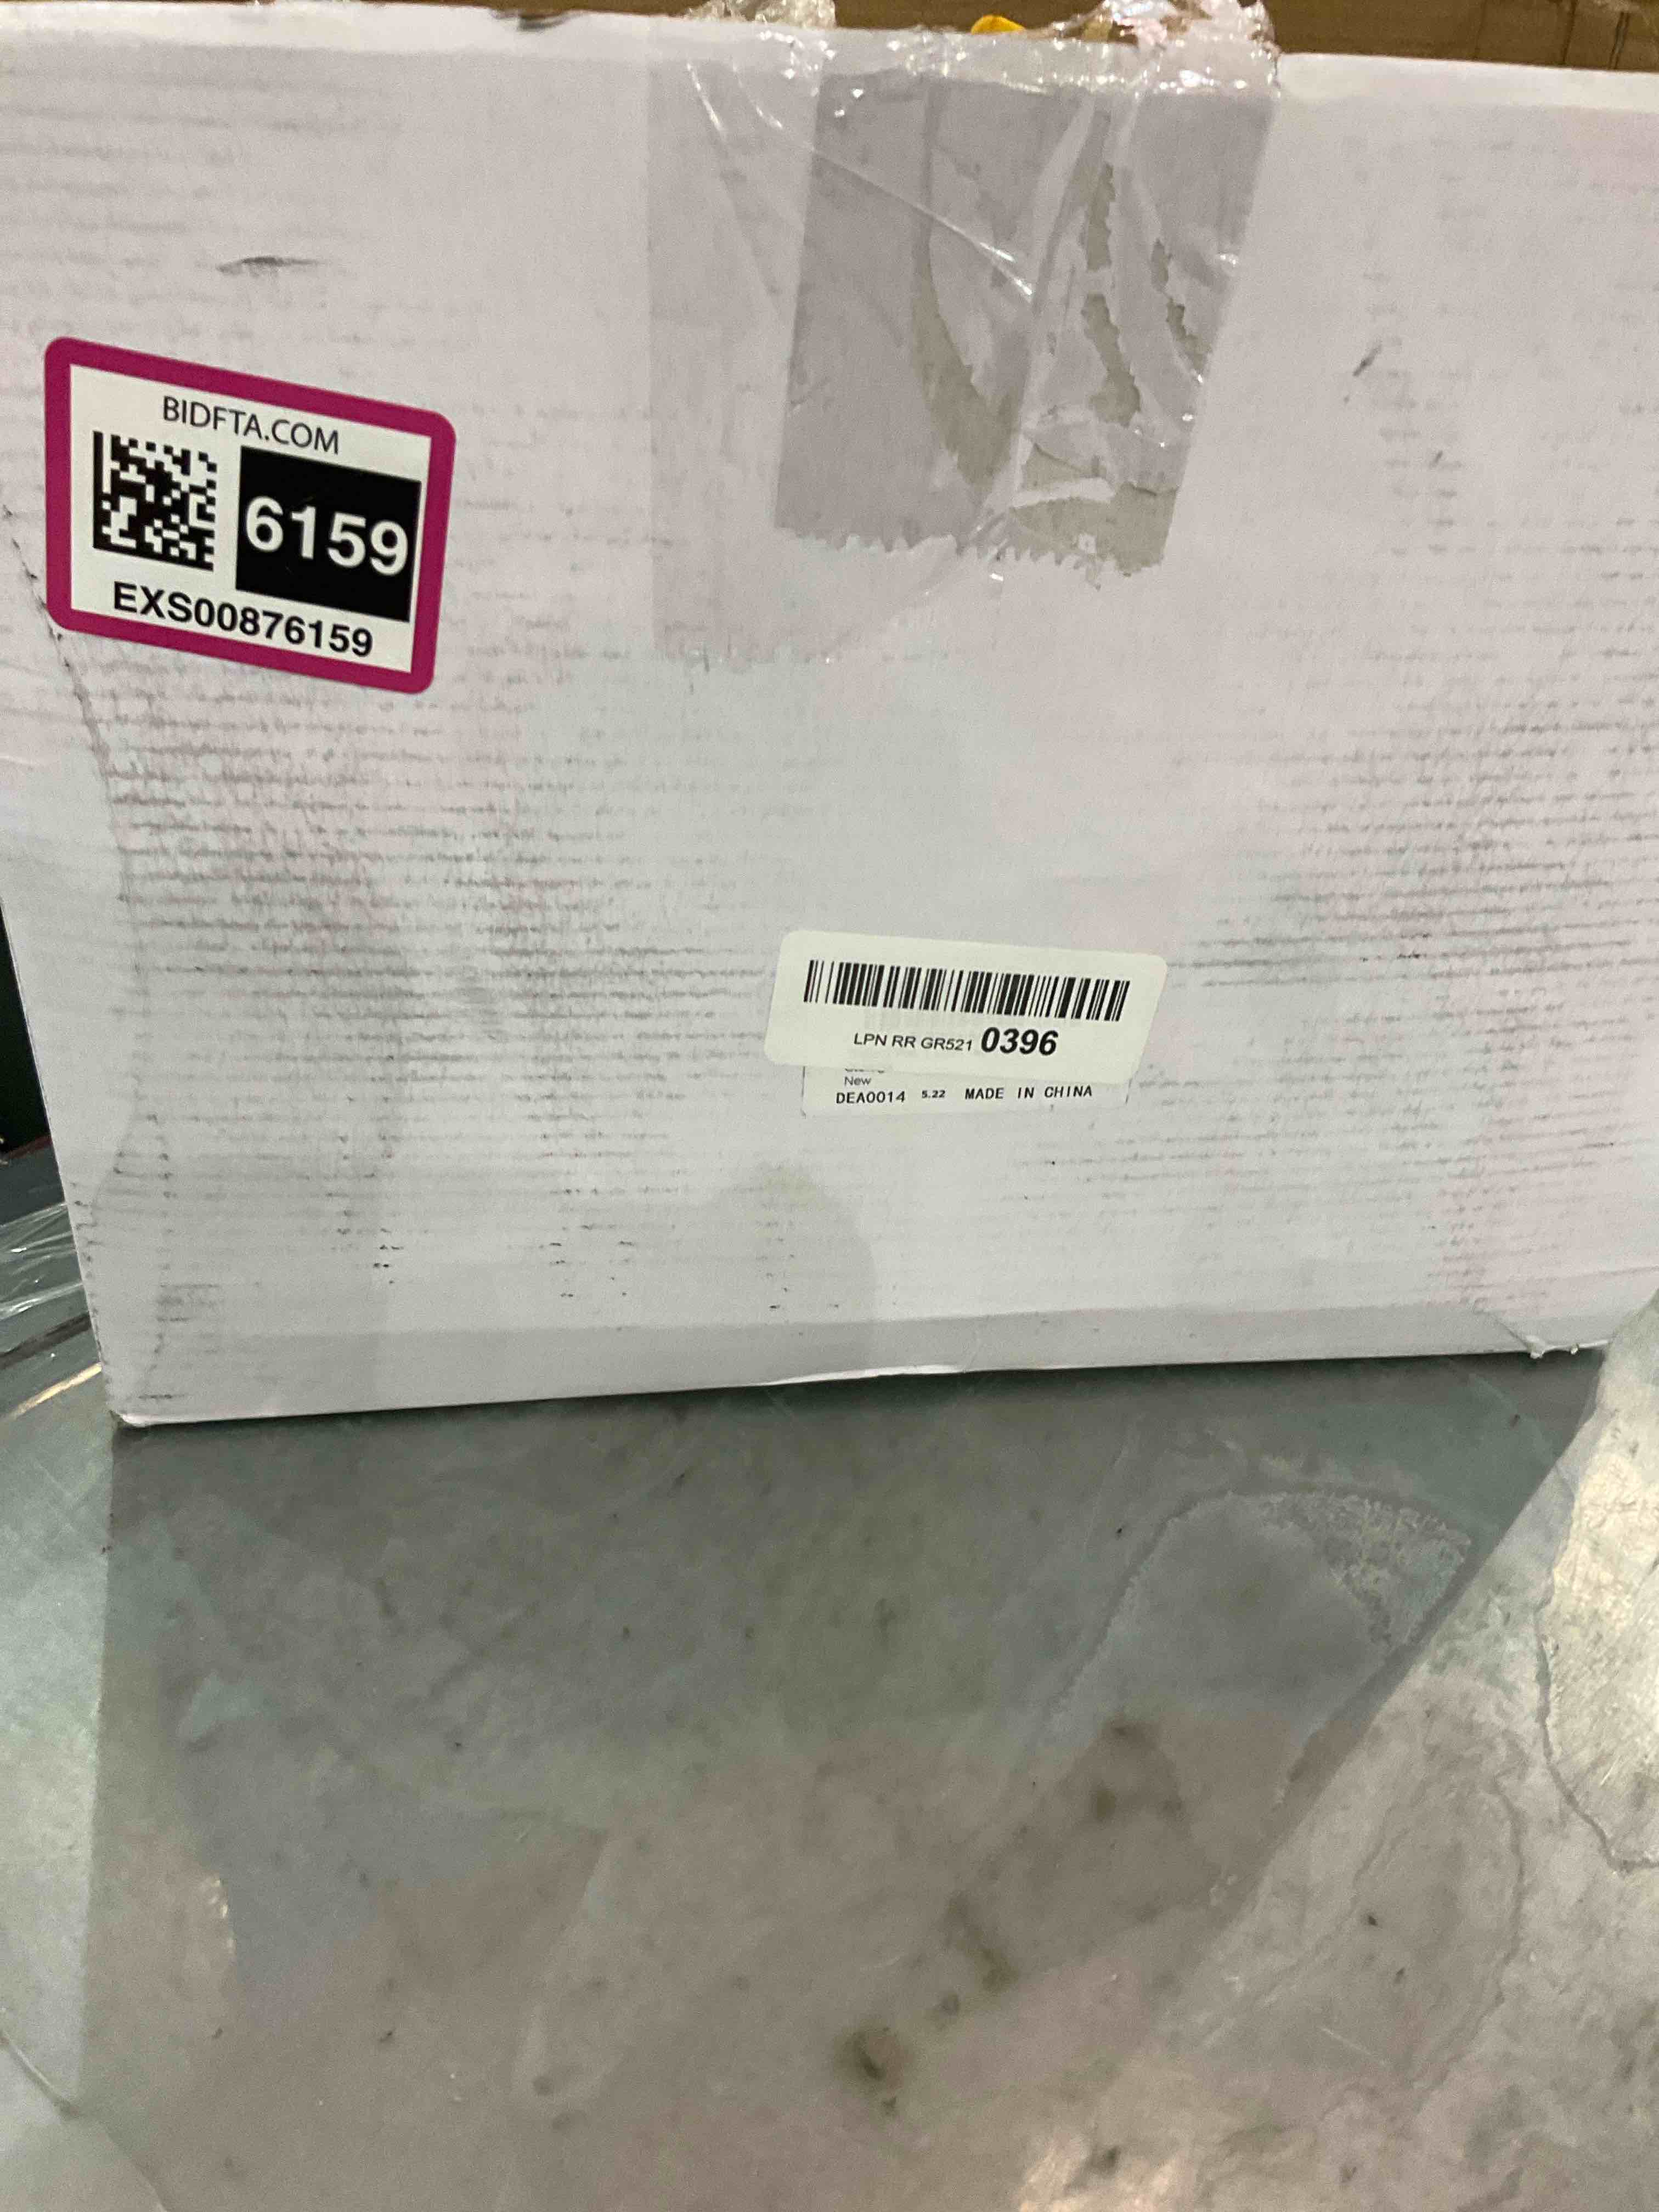 BIDFTA.COM
6159
EXS00876159
LPN RR GR521 0396
New
DEA0014 5.22 MADE IN CHINA